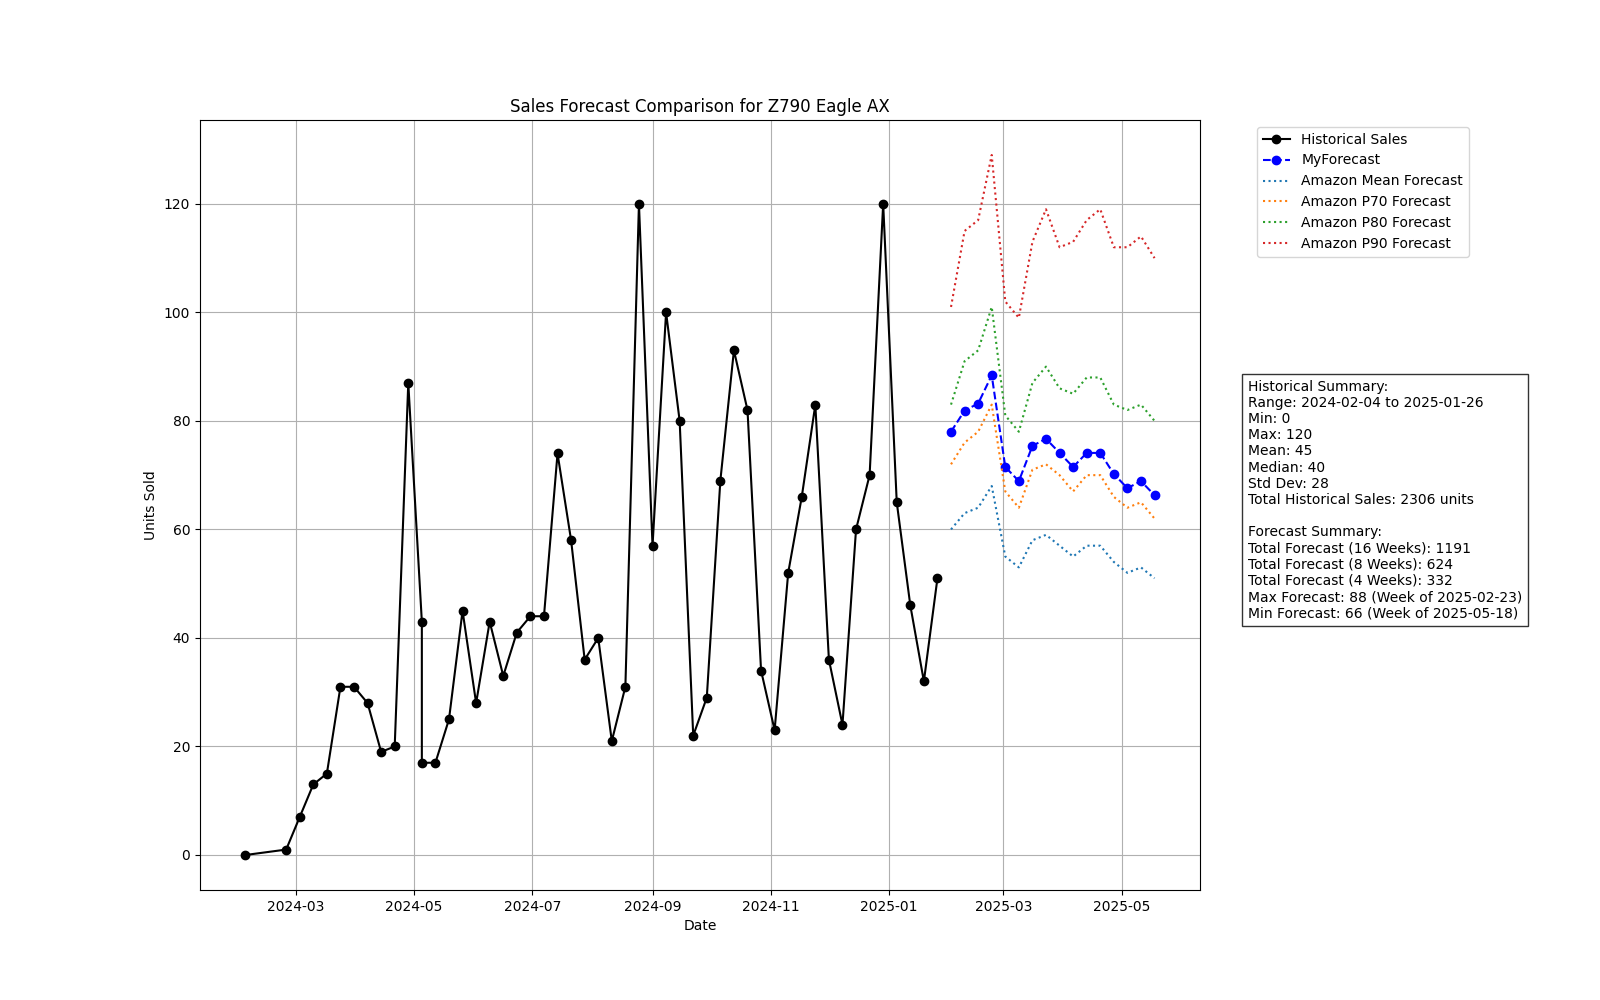 Sales Forecast Comparison for Z790 Eagle AX
Historical Sales
MyForecast
Amazon Mean Forecast
Amazon P70 Forecast
Amazon P80 Forecast
Amazon P90 Forecast
120
100
80
60
40
20
0
Units Sold
2024-03
2024-05
2024-07
2024-09
2024-11
2025-01
2025-03
2025-05
Date
Historical Summary:
Range: 2024-02-04 to 2025-01-26
Min: 0
Max: 120
Mean: 45
Median: 40
Std Dev: 28
Total Historical Sales: 2306 units
Forecast Summary:
Total Forecast (16 Weeks): 1191
Total Forecast (8 Weeks): 624
Total Forecast (4 Weeks): 332
Max Forecast: 88 (Week of 2025-02-23)
Min Forecast: 66 (Week of 2025-05-18)